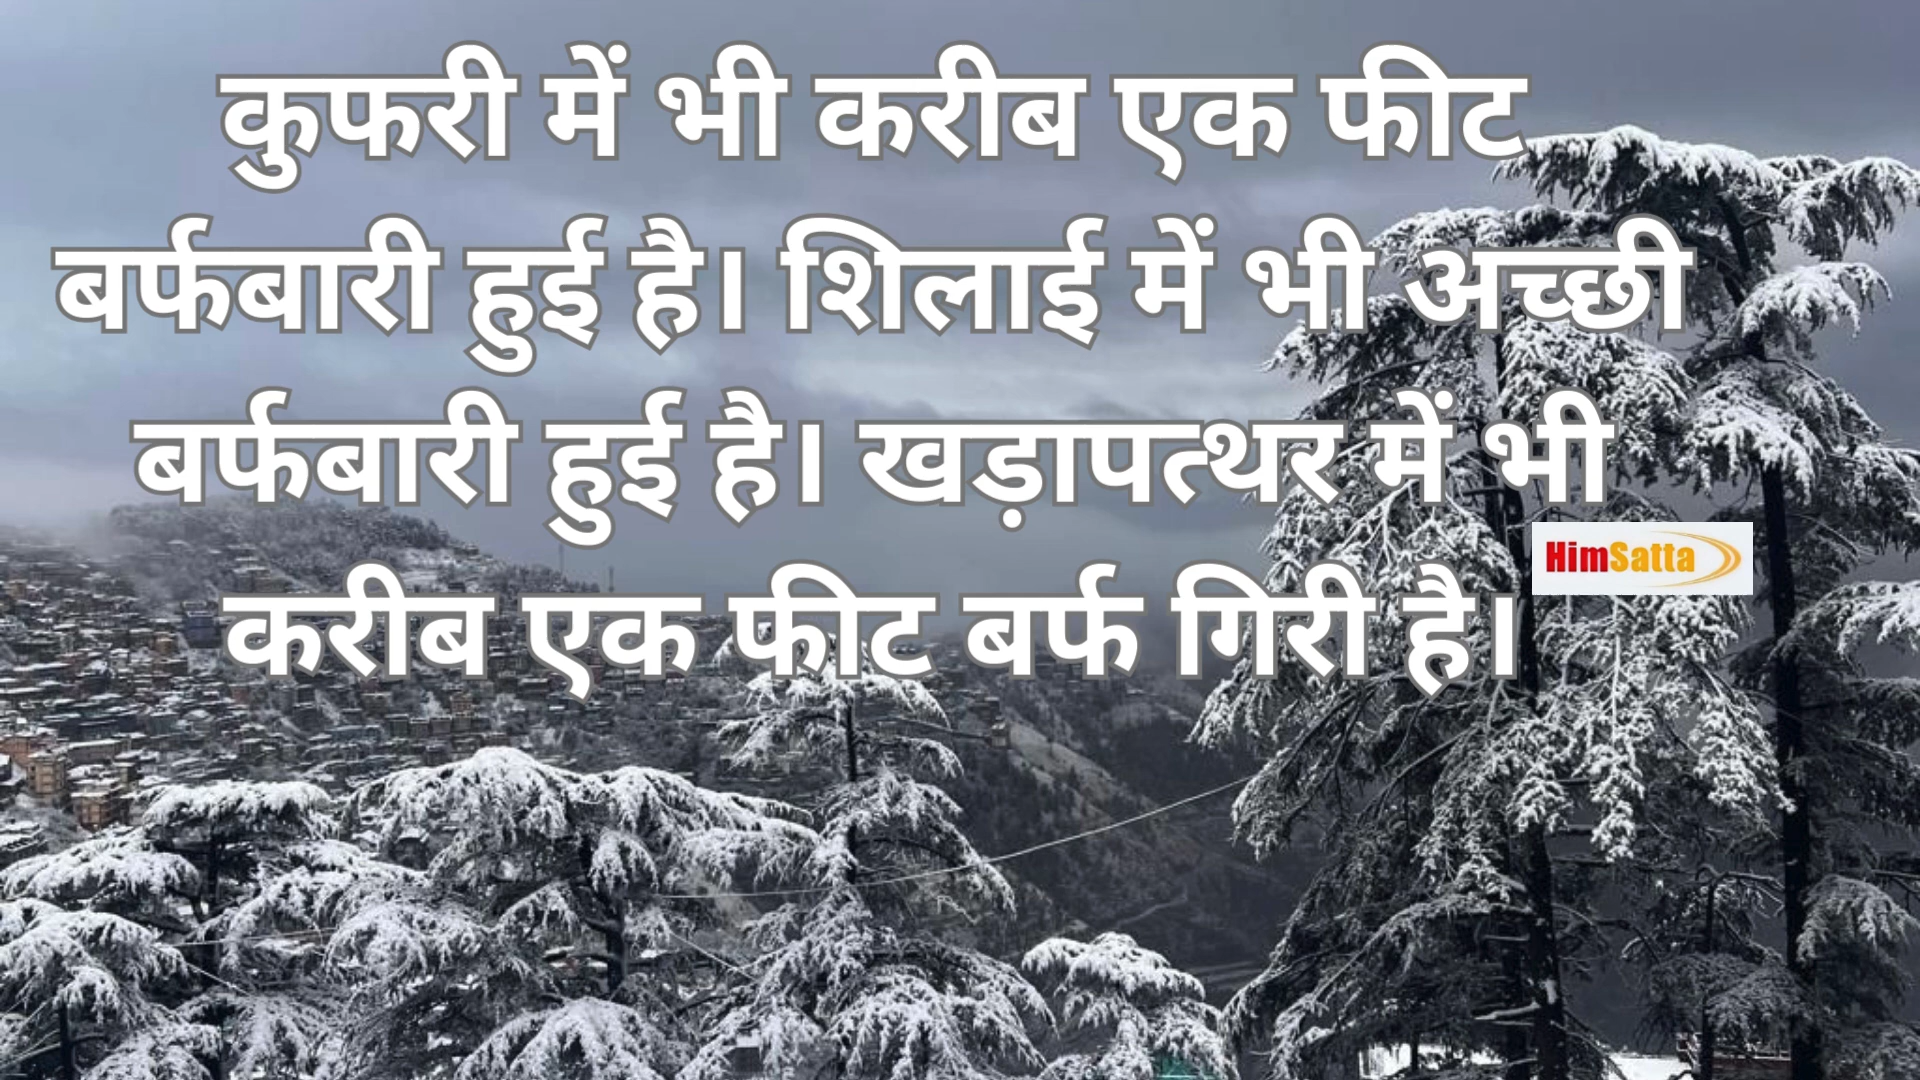 कुफरी में भी करीब एक फीट
बर्फबारी हुई है। शिलाई में भी अच्छी
बर्फबारी हुई है। खड़ापत्थर में भी
HimSatta
करीब एक फीट बर्फ गिरी है।